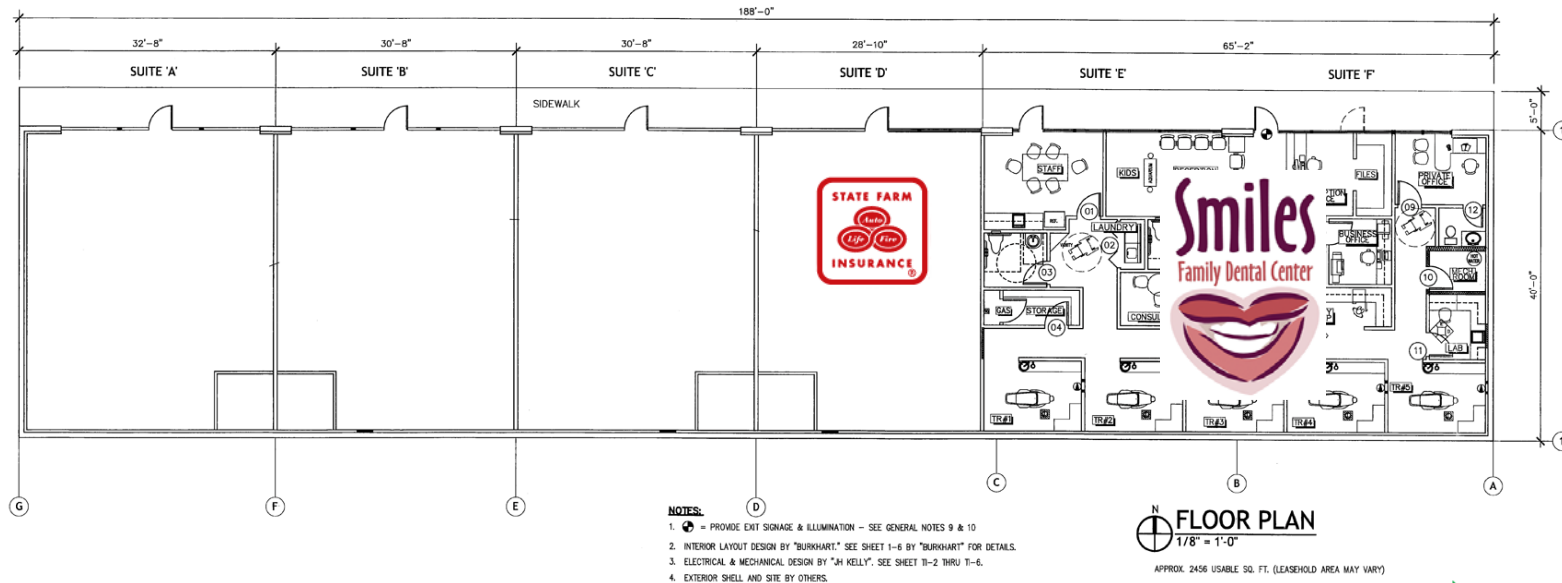 188'-0"
32'-8"
30'-8"
30'-8"
28'-10"
65'-2"
SUITE 'A'
SUITE 'B'
SUITE 'C'
SUITE 'D'
SUITE 'E'
SUITE 'F'
SIDEWALK
5'-0"
1
STAFF
KIDS
FILES
PRIVATE
OFFICE
STATE FARM
Auto
Life Fire
INSURANCE
®
Smiles
Family Dental Center
REF.
01
LAUNDRY
02
03
09
12
BUSINESS
OFFICE
10
MECH
ROOM
40'-0"
GAS
STORAGE
04
CONSUL
11
LAB
TR#1
TR#2
TR#3
TR#4
TR#5
1
G
F
E
D
C
B
A
NOTES:
1. = PROVIDE EXIT SIGNAGE & ILLUMINATION – SEE GENERAL NOTES 9 & 10
2. INTERIOR LAYOUT DESIGN BY "BURKHART." SEE SHEET 1-6 BY "BURKHART" FOR DETAILS.
3. ELECTRICAL & MECHANICAL DESIGN BY "JH KELLY". SEE SHEET TI-2 THRU TI-6.
4. EXTERIOR SHELL AND SITE BY OTHERS.
N
FLOOR PLAN
1/8" = 1'-0"
APPROX. 2456 USABLE SQ. FT. (LEASEHOLD AREA MAY VARY)